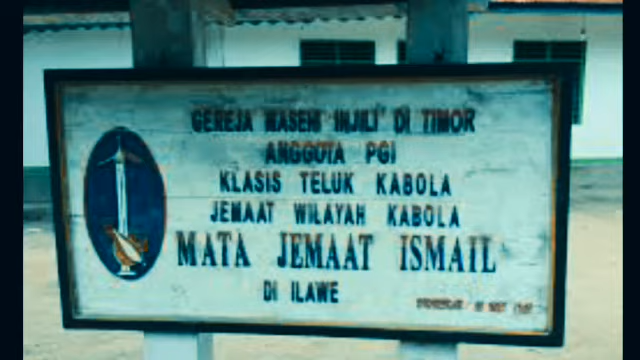 GEREJA MASEHI INJILI DI TIMOR
ANGGOTA PGI
KLASIS TELUK KABOLA
JEMAAT WILAYAH KABOLA
MATA JEMAAT ISMAIL
DI ILAWE